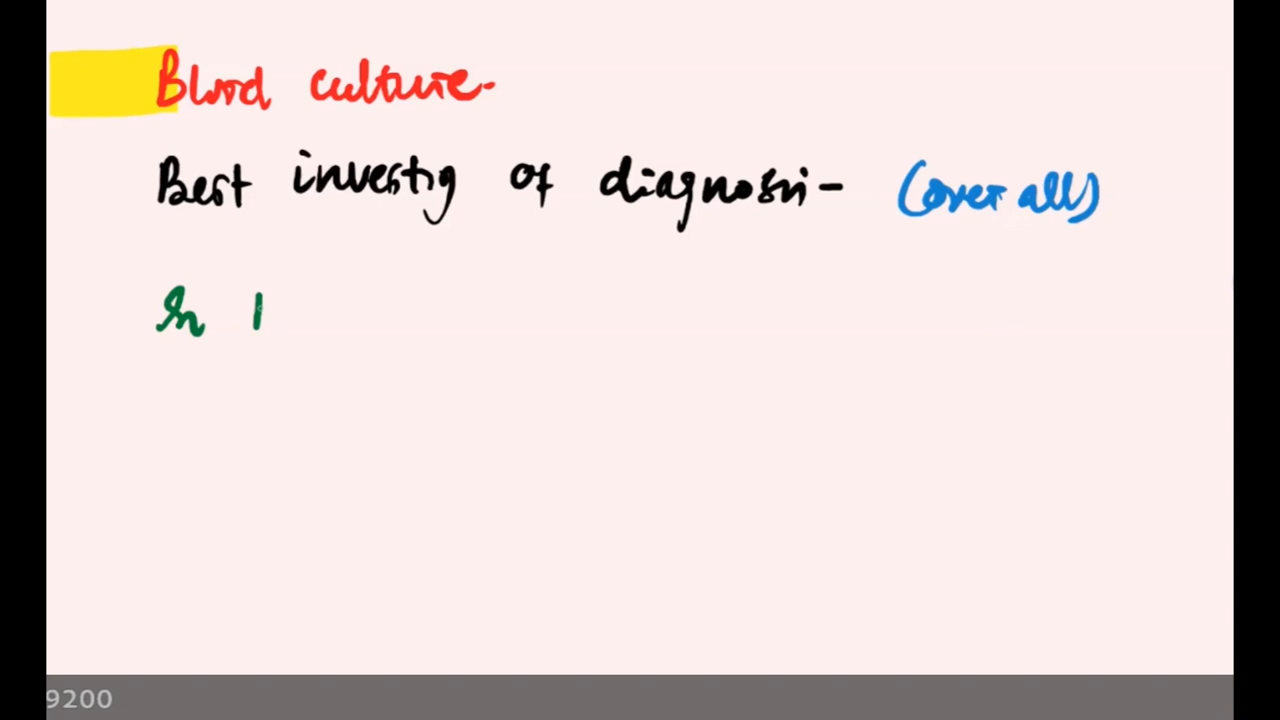 Blood culture.
Best investig of diagnosis - (over all)
In 1
9200